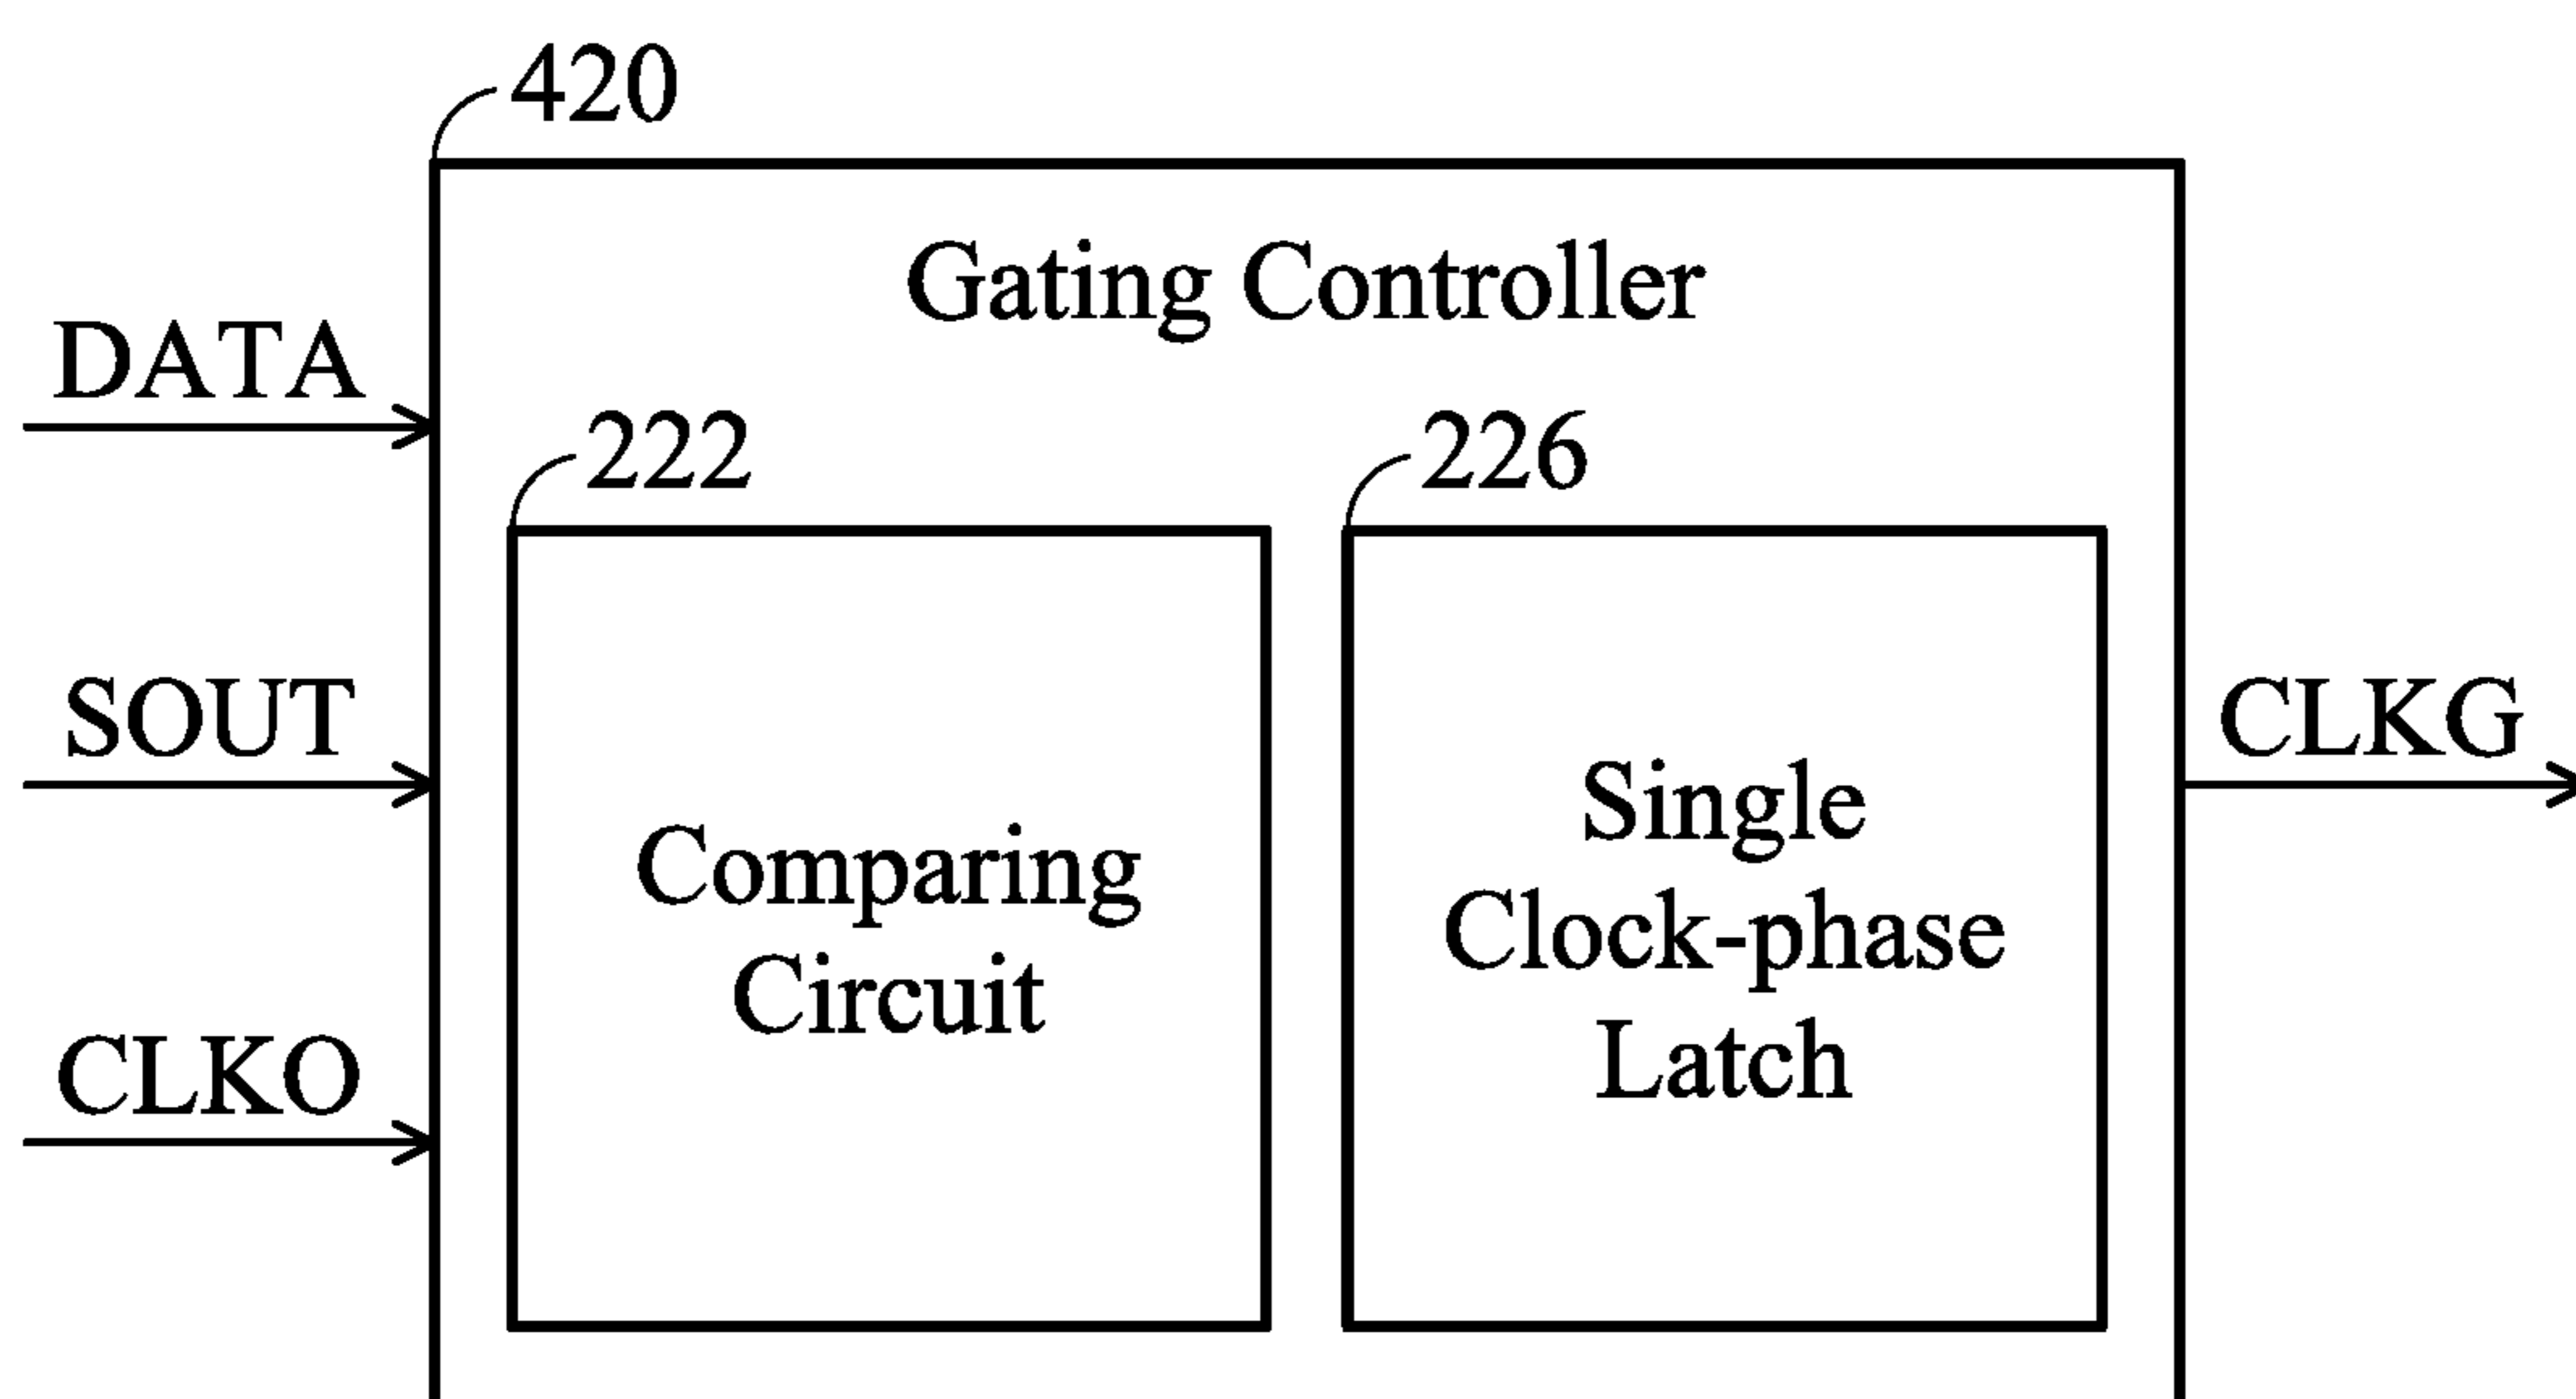 420
Gating Controller
DATA
222
226
SOUT
CLKG
Comparing
Circuit
Single
Clock-phase
Latch
CLKO